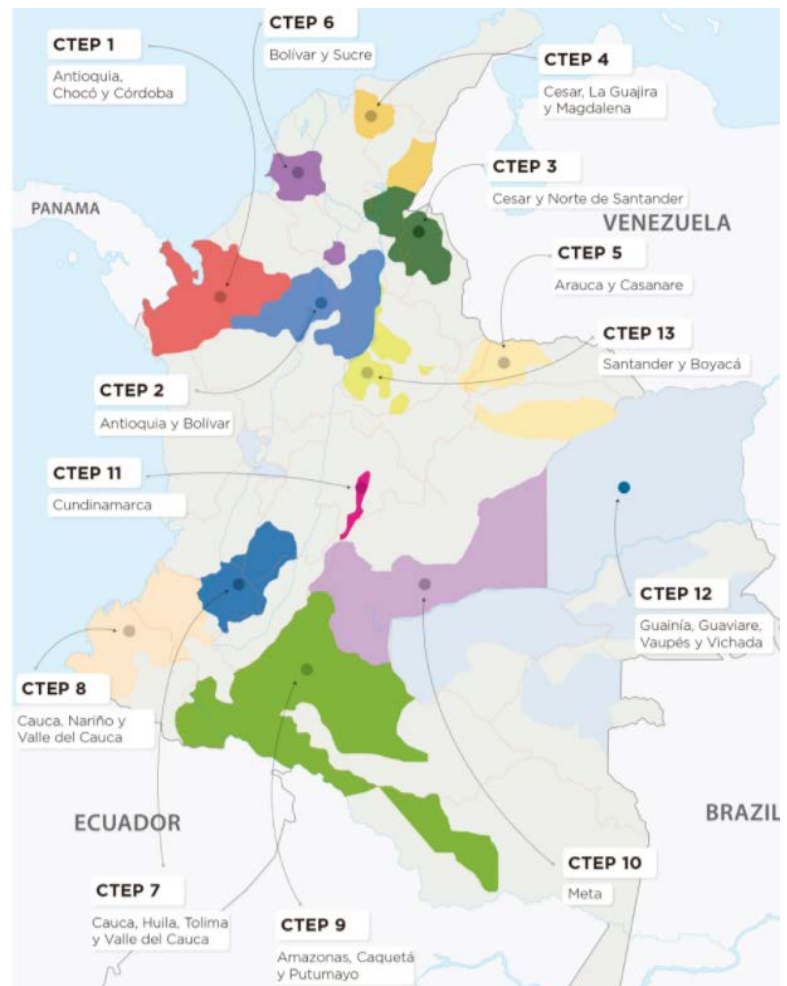 CTEP 6
Bolívar y Sucre
CTEP 1
Antioquia,
Chocó y Córdoba
CTEP 4
Cesar, La Guajira
y Magdalena
CTEP 3
Cesar y Norte de Santander
PANAMA
VENEZUELA
CTEP 5
Arauca y Casanare
CTEP 13
Santander y Boyacá
CTEP 2
Antioquia y Bolívar
CTEP 11
Cundinamarca
CTEP 12
Guainía, Guaviare,
Vaupés y Vichada
CTEP 8
Cauca, Nariño y
Valle del Cauca
ECUADOR
BRAZIL
CTEP 10
Meta
CTEP 7
Cauca, Huila, Tolima
y Valle del Cauca
CTEP 9
Amazonas, Caquetá
y Putumayo